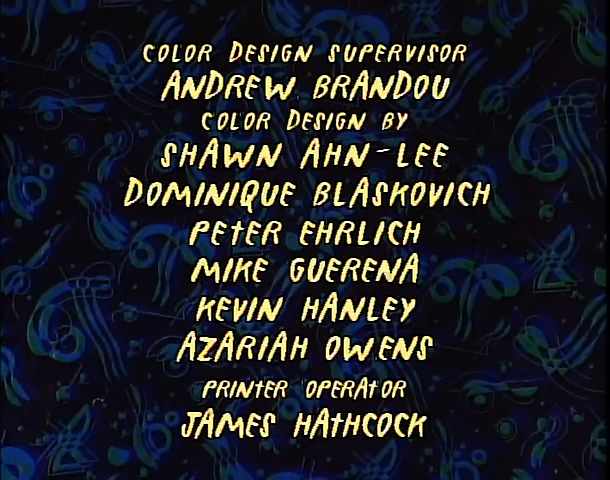 COLOR DESIGN SUPERVISOR
ANDREW BRANDOU
COLOR DESIGN BY
SHAWN AHN-LEE
DOMINIQUE BLASKOVICH
PETER EHRLICH
MIKE GUERENA
KEVIN HANLEY
AZARIAH OWENS
PRINTER OPERATOR
JAMES HATHCOCK